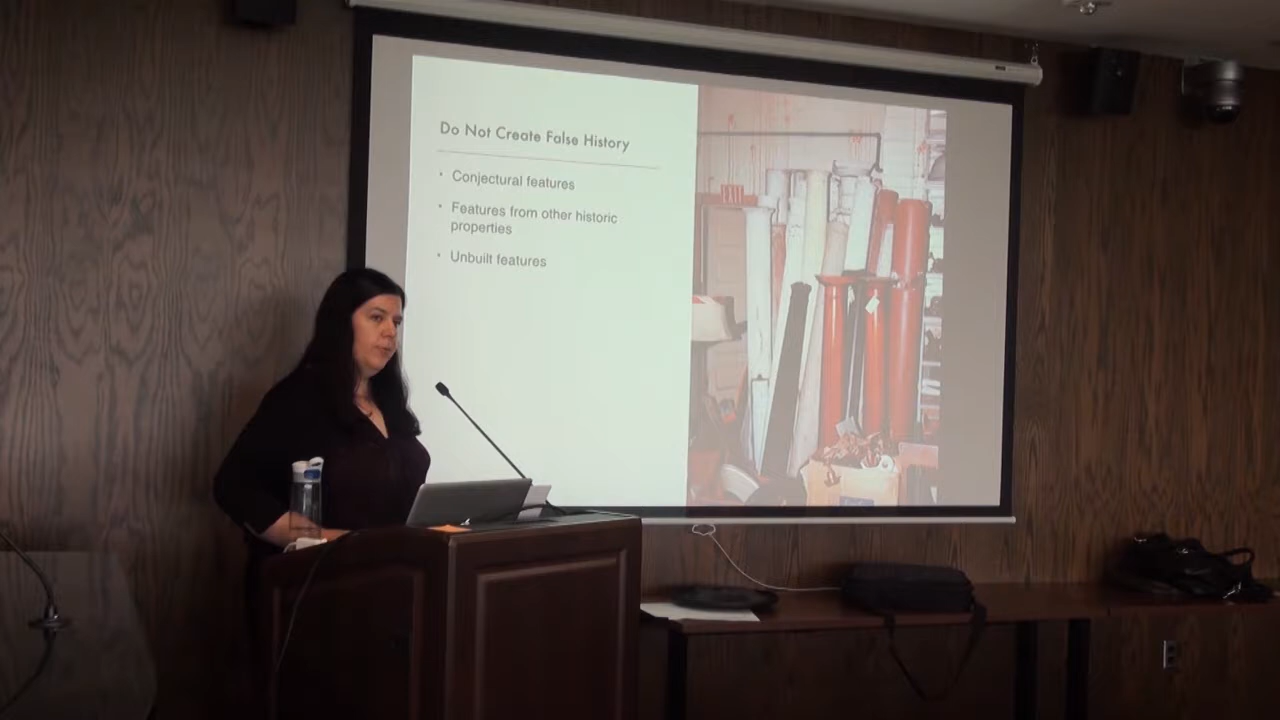 Do Not Create False History
• Conjectural features
• Features from other historic
properties
• Unbuilt features